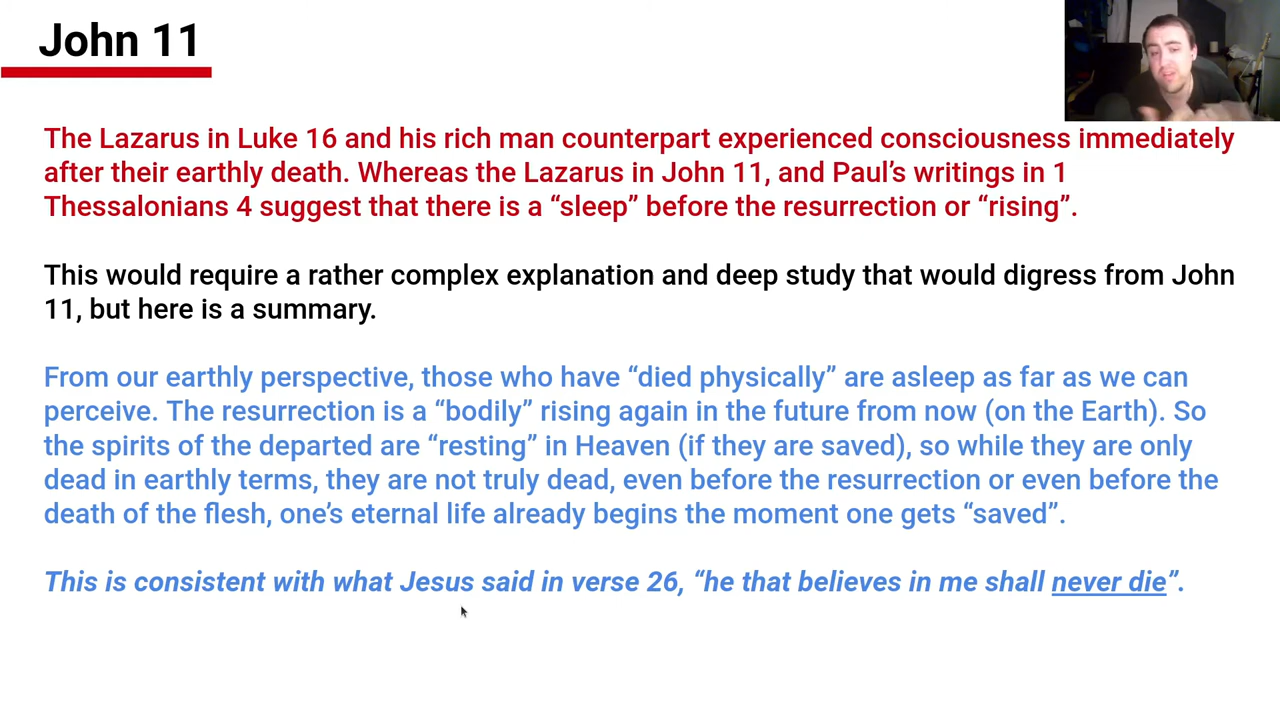 John 11
The Lazarus in Luke 16 and his rich man counterpart experienced consciousness immediately
after their earthly death. Whereas the Lazarus in John 11, and Paul’s writings in 1
Thessalonians 4 suggest that there is a “sleep” before the resurrection or “rising”.
This would require a rather complex explanation and deep study that would digress from John
11, but here is a summary.
From our earthly perspective, those who have “died physically” are asleep as far as we can
perceive. The resurrection is a “bodily” rising again in the future from now (on the Earth). So
the spirits of the departed are “resting” in Heaven (if they are saved), so while they are only
dead in earthly terms, they are not truly dead, even before the resurrection or even before the
death of the flesh, one’s eternal life already begins the moment one gets “saved”.
This is consistent with what Jesus said in verse 26, “he that believes in me shall never die”.